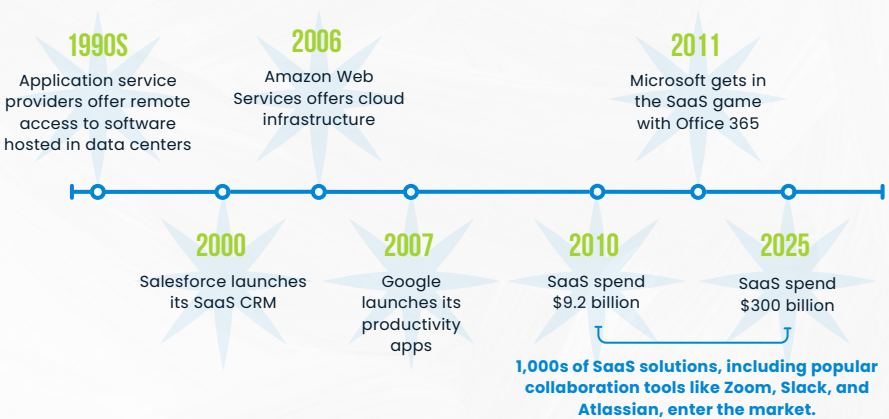 1990S
Application service
providers offer remote
access to software
hosted in data centers
2000
Salesforce launches
its SaaS CRM
2006
Amazon Web
Services offers cloud
infrastructure
2007
Google
launches its
productivity
apps
2010
SaaS spend
$9.2 billion
2011
Microsoft gets in
the SaaS game
with Office 365
2025
SaaS spend
$300 billion
1,000s of SaaS solutions, including popular
collaboration tools like Zoom, Slack, and
Atlassian, enter the market.